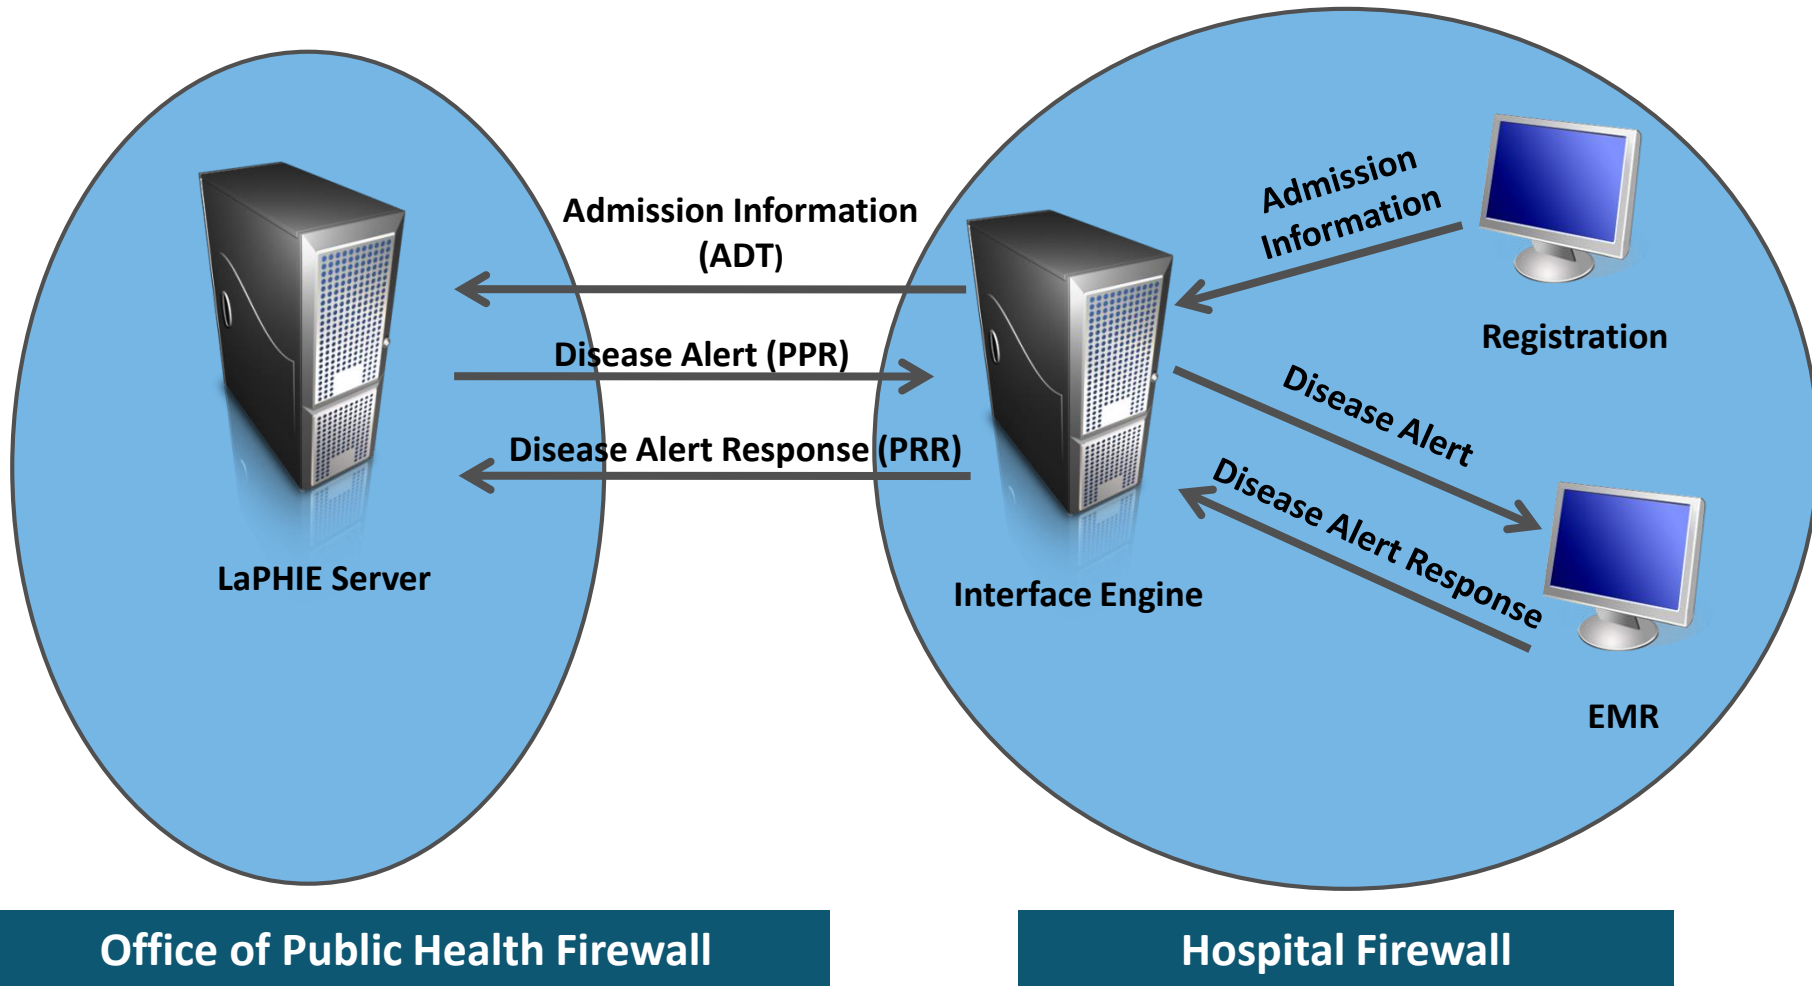 Admission Information
(ADT)
Disease Alert (PPR)
Disease Alert Response (PRR)
LaPHIE Server
Admission
Information
Registration
Disease Alert
Disease Alert Response
Interface Engine
EMR
Office of Public Health Firewall
Hospital Firewall